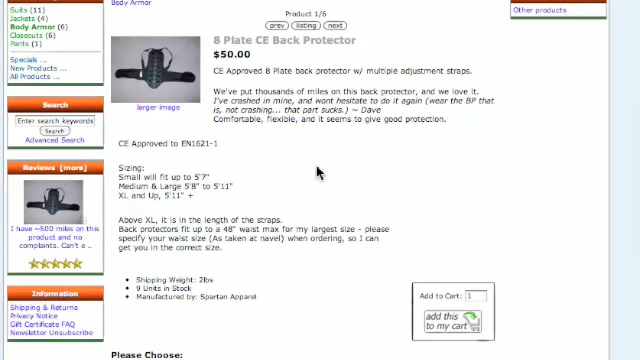 Suits (11)
Jackets (4)
Body Armor (6)
Closeouts (6)
Pants (1)
Specials ...
New Products ...
All Products ...
Search
Enter search keywords
Search
Advanced Search
Reviews [more]
I have ~500 miles on this
product and no
complaints. Can't e ..
Information
Shipping & Returns
Privacy Notice
Gift Certificate FAQ
Newsletter Unsubscribe
Body Armor
Product 1/6
prev
listing
next
larger image
8 Plate CE Back Protector
$50.00
CE Approved 8 Plate back protector w/ multiple adjustment straps.
We've put thousands of miles on this back protector, and we love it.
I've crashed in mine, and wont hesitate to do it again (wear the BP that
is, not crashing... that part sucks.) ~ Dave
Comfortable, flexible, and it seems to give good protection.
CE Approved to EN1621-1
Sizing:
Small will fit up to 5'7"
Medium & Large 5'8" to 5'11"
XL and Up, 5'11" +
Above XL, it is in the length of the straps.
Back protectors fit up to a 48" waist max for my largest size - please
specify your waist size (As taken at navel) when ordering, so I can
get you in the correct size.
• Shipping Weight: 2lbs
• 9 Units in Stock
• Manufactured by: Spartan Apparel
Add to Cart: 1
add this
to my cart
Please Choose:
Other products